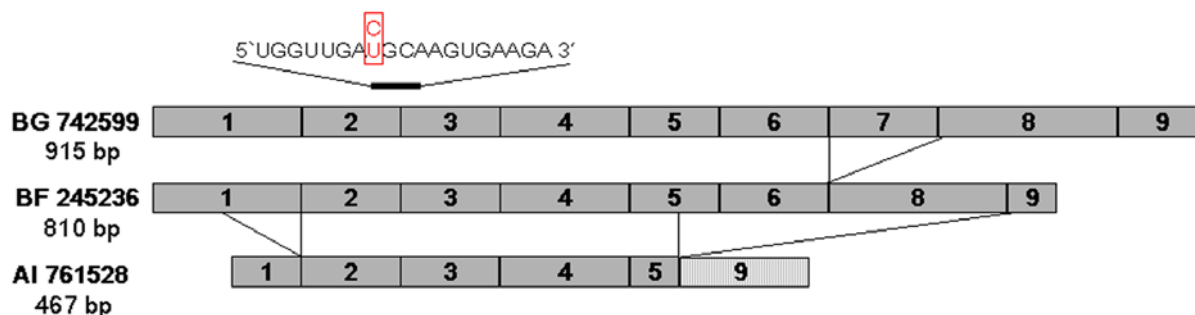 C
5`UGGUUGAUGCAAGUGAAGA 3´
BG 742599 1 2 3 4 5 6 7 8 9
915 bp
BF 245236 1 2 3 4 5 6 8 9
810 bp
AI 761528 1 2 3 4 5 9
467 bp